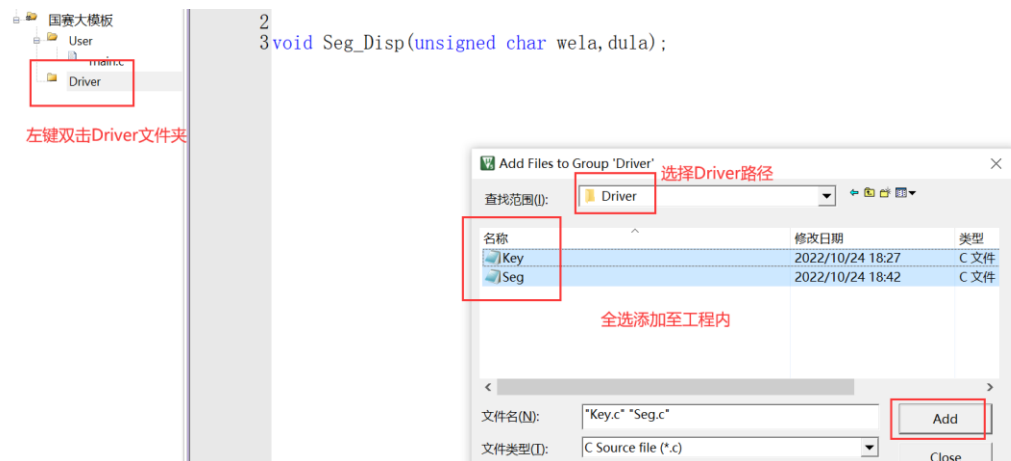 国赛大模板
User
main.c
Driver
左键双击Driver文件夹
2
3 void Seg_Disp(unsigned char wela,dula);
Add Files to Group 'Driver'
选择Driver路径
查找范围(I):
Driver
名称
修改日期
类型
Key
2022/10/24 18:27
C 文件
Seg
2022/10/24 18:42
C 文件
全选添加至工程内
文件名(N):
"Key.c" "Seg.c"
Add
文件类型(T):
C Source file (*.c)
Close